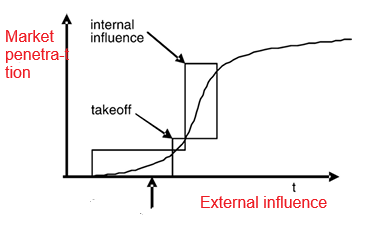 internal
influence
Market
penetra-t
tion
takeoff
t
External influence